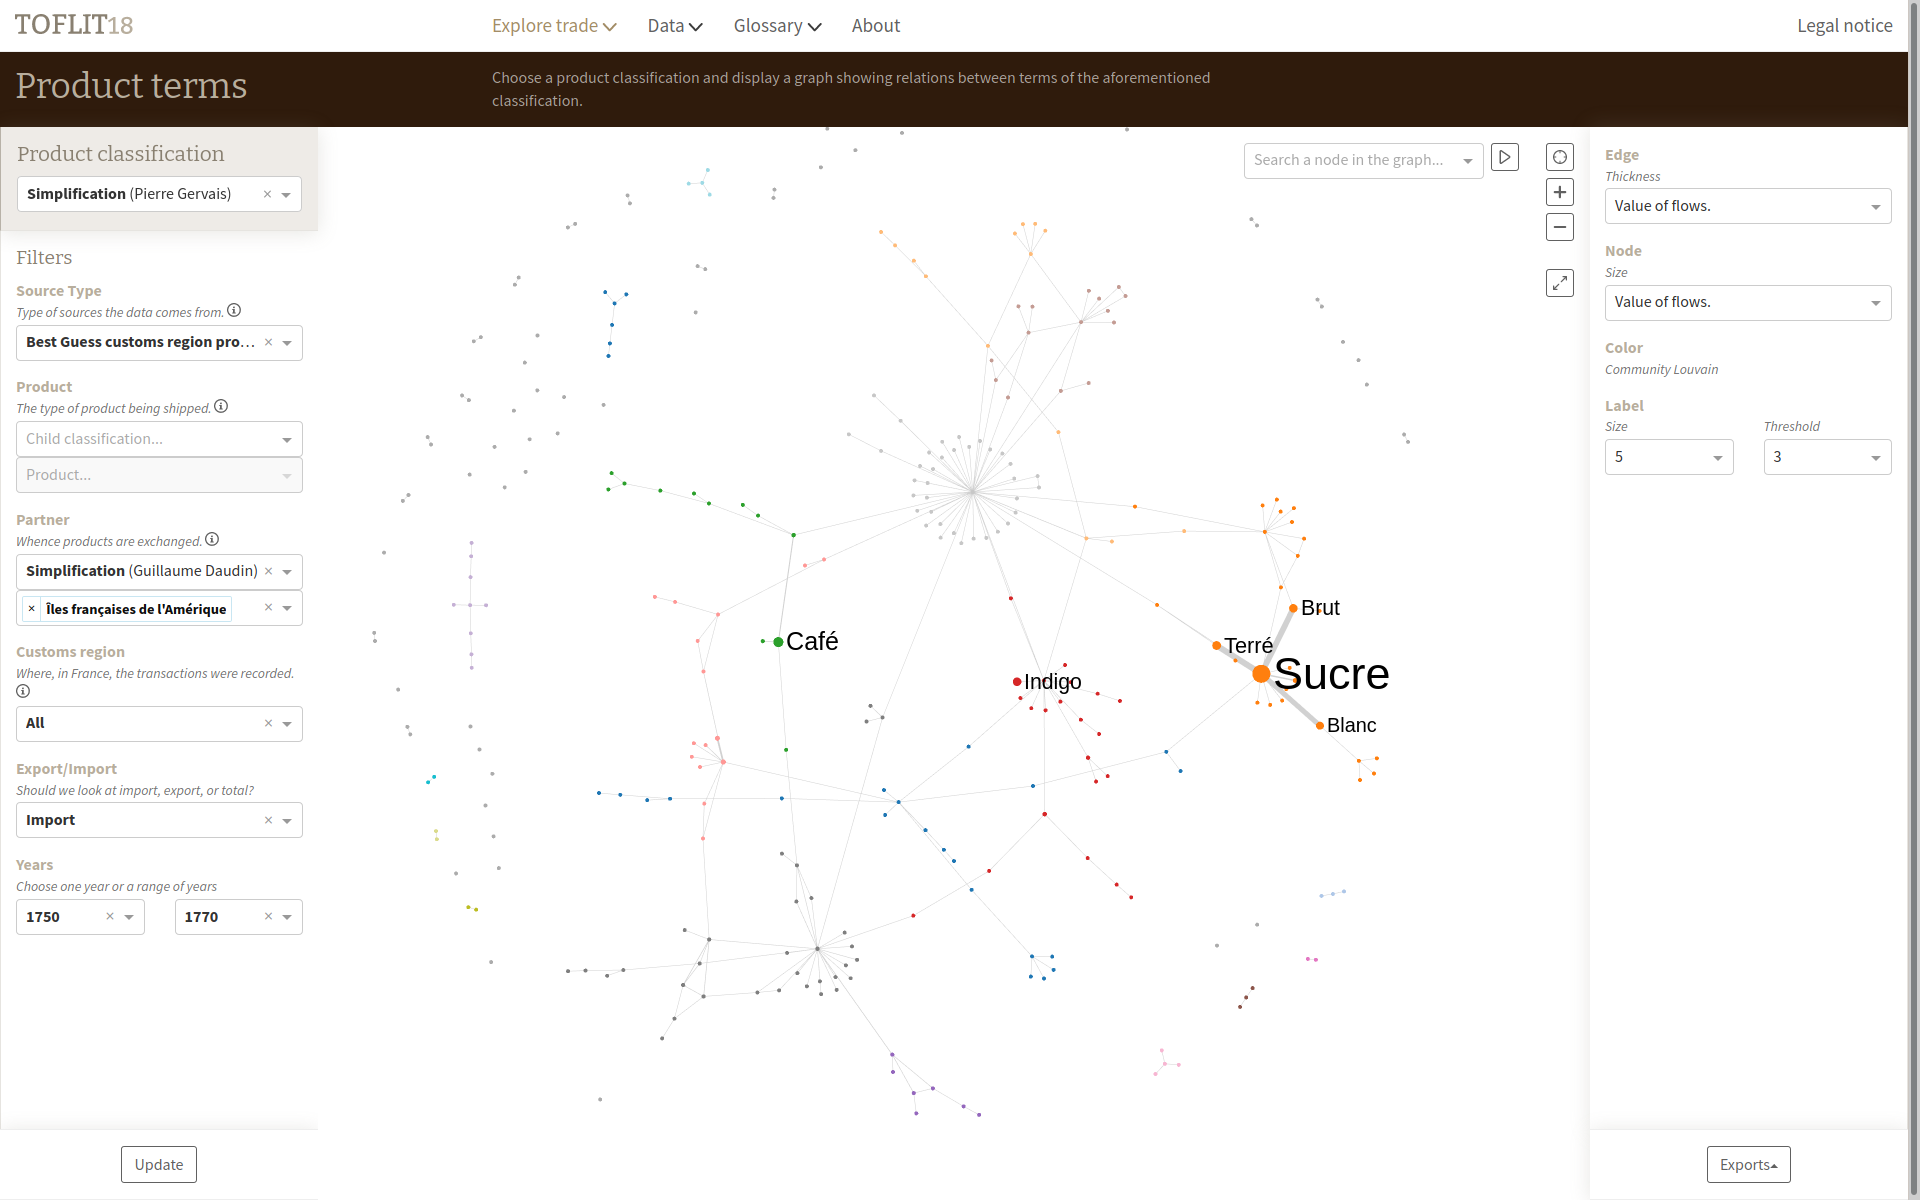 TOFLIT18
Explore trade
Data
Glossary
About
Legal notice
Product terms
Choose a product classification and display a graph showing relations between terms of the aforementioned
classification.
Product classification
Simplification (Pierre Gervais) ×
Filters
Source Type
Type of sources the data comes from.
Best Guess customs region pro... ×
Product
The type of product being shipped.
Child classification...
Product...
Partner
Whence products are exchanged.
Simplification (Guillaume Daudin) ×
× Îles françaises de l'Amérique ×
Customs region
Where, in France, the transactions were recorded.
All ×
Export/Import
Should we look at import, export, or total?
Import ×
Years
Choose one year or a range of years
1750 × 1770 ×
Update
Search a node in the graph...
Brut
Café
Terré
Sucre
Indigo
Blanc
Edge
Thickness
Value of flows.
Node
Size
Value of flows.
Color
Community Louvain
Label
Size Threshold
5 3
Exports